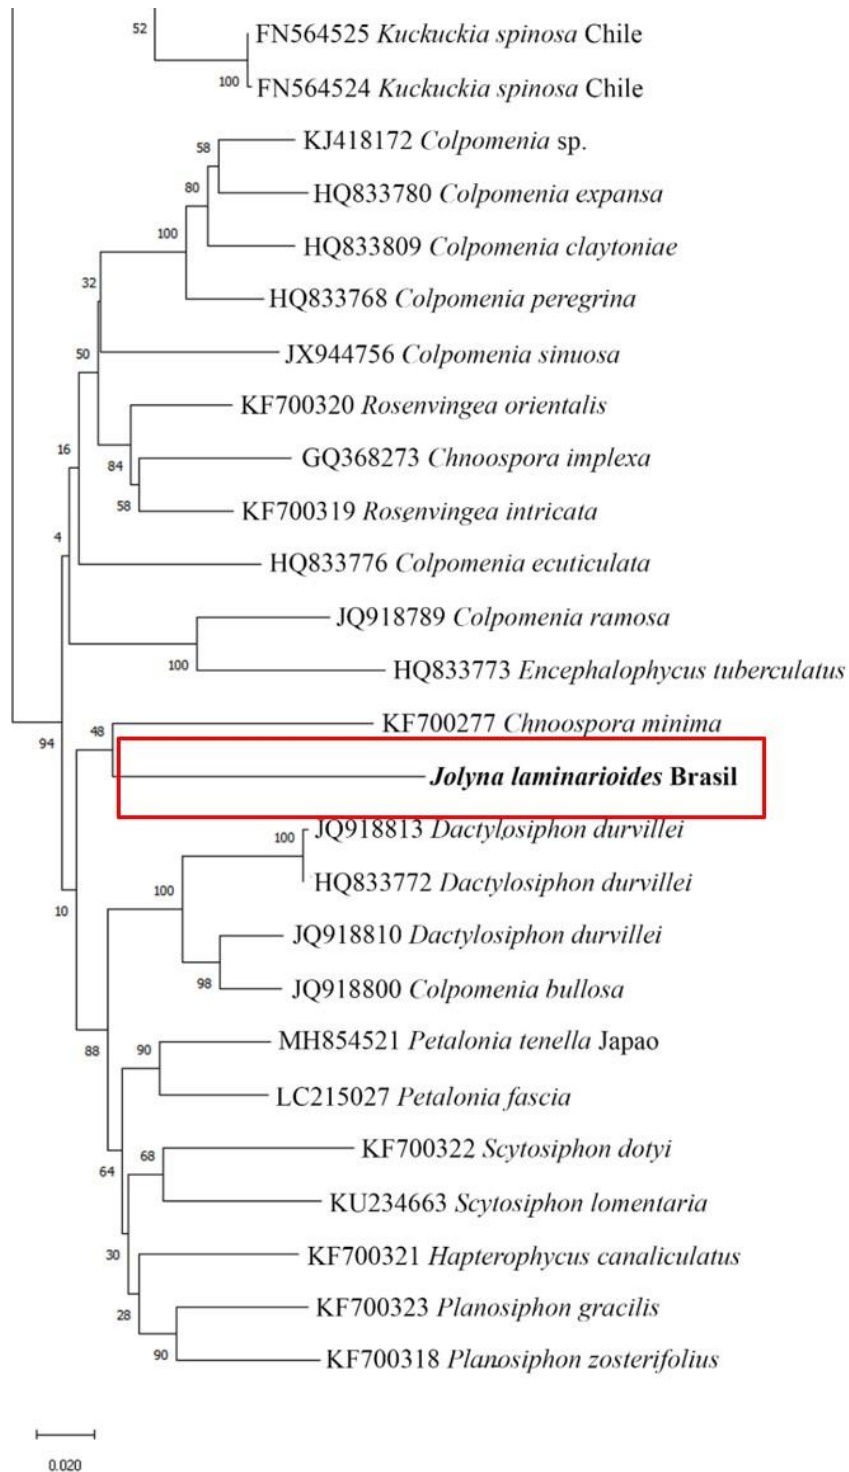 52
FN564525 Kuckuckia spinosa Chile
100
FN564524 Kuckuckia spinosa Chile
58
KJ418172 Colpomenia sp.
80
HQ833780 Colpomenia expansa
100
HQ833809 Colpomenia claytoniae
32
HQ833768 Colpomenia peregrina
50
JX944756 Colpomenia sinuosa
KF700320 Rosenvingea orientalis
16
84
GQ368273 Chnoospora implexa
58
KF700319 Rosenvingea intricata
4
HQ833776 Colpomenia ecuticulata
JQ918789 Colpomenia ramosa
100
HQ833773 Encephalophycus tuberculatus
94
48
KF700277 Chnoospora minima
Jolyna laminarioides Brasil
100
JQ918813 Dactylosiphon durvillei
100
HQ833772 Dactylosiphon durvillei
10
JQ918810 Dactylosiphon durvillei
98
JQ918800 Colpomenia bullosa
88
90
MH854521 Petalonia tenella Japao
LC215027 Petalonia fascia
64
68
KF700322 Scytosiphon dotyi
KU234663 Scytosiphon lomentaria
30
KF700321 Hapterophycus canaliculatus
28
KF700323 Planosiphon gracilis
90
KF700318 Planosiphon zosterifolius
0.020